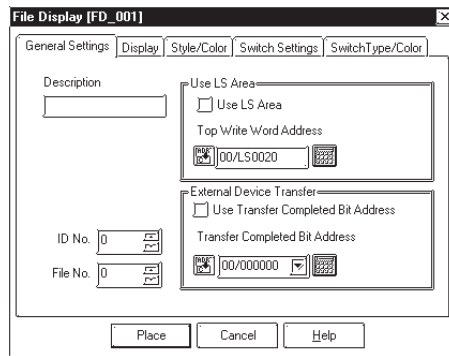 File Display [FD_001]
General Settings Display Style/Color Switch Settings SwitchType/Color
Description
Use LS Area
Use LS Area
Top Write Word Address
00/LS0020
External Device Transfer
Use Transfer Completed Bit Address
Transfer Completed Bit Address
00/000000
ID No. 0
File No. 0
Place Cancel Help